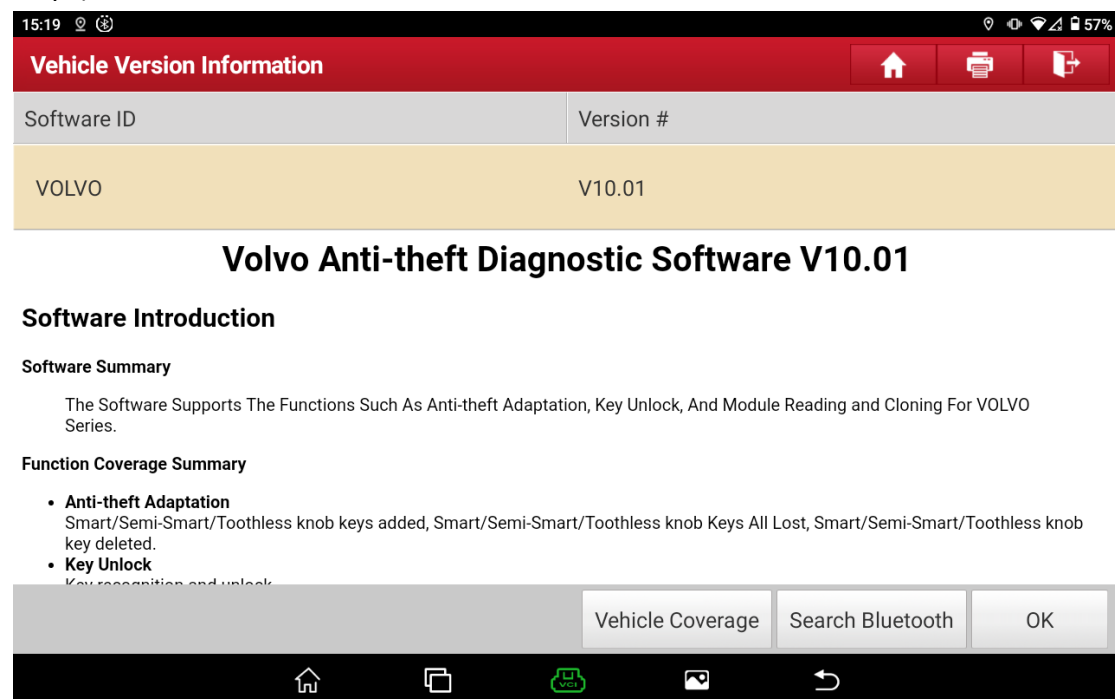 15:19
57%
Vehicle Version Information
Software ID
Version #
VOLVO
V10.01
Volvo Anti-theft Diagnostic Software V10.01
Software Introduction
Software Summary
The Software Supports The Functions Such As Anti-theft Adaptation, Key Unlock, And Module Reading and Cloning For VOLVO
Series.
Function Coverage Summary
• Anti-theft Adaptation
Smart/Semi-Smart/Toothless knob keys added, Smart/Semi-Smart/Toothless knob Keys All Lost, Smart/Semi-Smart/Toothless knob
key deleted.
• Key Unlock
Key recognition and unlock
Vehicle Coverage
Search Bluetooth
OK
VCI